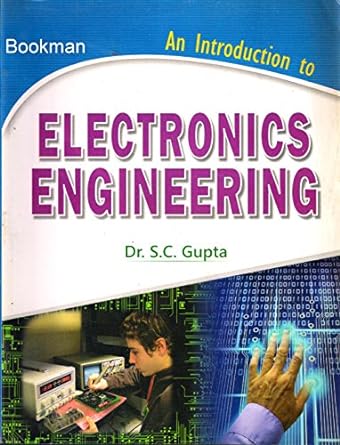 Bookman
An Introduction to
ELECTRONICS
ENGINEERING
Dr. S.C. Gupta